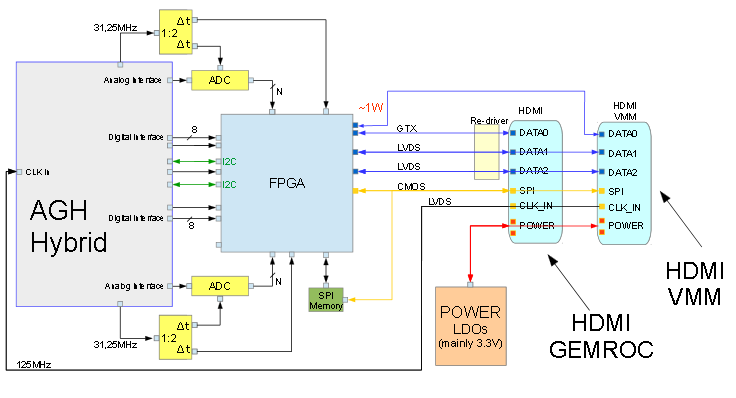 31,25MHz
1:2
Δt
Δt
Analog Interface
ADC
N
Digital Interface
8
I2C
I2C
CLK In
AGH
Hybrid
Digital Interface
8
Analog Interface
ADC
N
31,25MHz
1:2
Δt
Δt
125MHz
FPGA
~1W
GTX
LVDS
LVDS
CMOS
LVDS
Re-driver
SPI
Memory
HDMI
DATA0
DATA1
DATA2
SPI
CLK_IN
POWER
HDMI
VMM
DATA0
DATA1
DATA2
SPI
CLK_IN
POWER
POWER
LDOs
(mainly 3.3V)
HDMI
GEMROC
HDMI
VMM